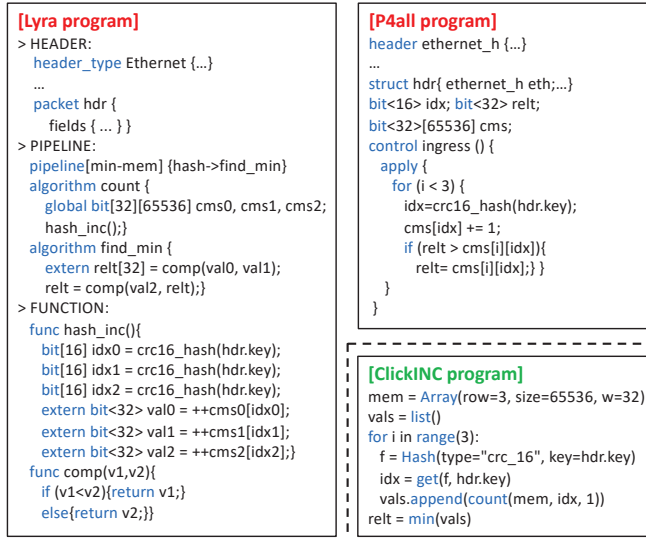 [Lyra program]
> HEADER:
header_type Ethernet {…}
…
packet hdr {
fields { ... } }
> PIPELINE:
pipeline[min-mem] {hash->find_min}
algorithm count {
global bit[32][65536] cms0, cms1, cms2;
hash_inc();}
algorithm find_min {
extern relt[32] = comp(val0, val1);
relt = comp(val2, relt);}
> FUNCTION:
func hash_inc(){
bit[16] idx0 = crc16_hash(hdr.key);
bit[16] idx1 = crc16_hash(hdr.key);
bit[16] idx2 = crc16_hash(hdr.key);
extern bit<32> val0 = ++cms0[idx0];
extern bit<32> val1 = ++cms1[idx1];
extern bit<32> val2 = ++cms2[idx2];}
func comp(v1,v2){
if (v1<v2){return v1;}
else{return v2;}}
[P4all program]
header ethernet_h {…}
…
struct hdr{ ethernet_h eth;…}
bit<16> idx; bit<32> relt;
bit<32>[65536] cms;
control ingress () {
apply {
for (i < 3) {
idx=crc16_hash(hdr.key);
cms[idx] += 1;
if (relt > cms[i][idx]){
relt= cms[i][idx];} }
}
}
[ClickINC program]
mem = Array(row=3, size=65536, w=32)
vals = list()
for i in range(3):
f = Hash(type="crc_16", key=hdr.key)
idx = get(f, hdr.key)
vals.append(count(mem, idx, 1))
relt = min(vals)